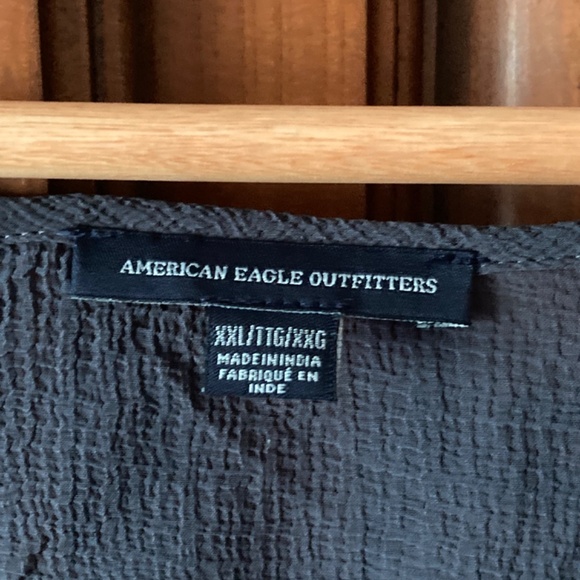 AMERICAN EAGLE OUTFITTERS
XXL/TTG/XXG
MADEININDIA
FABRIQUÉ EN
INDE